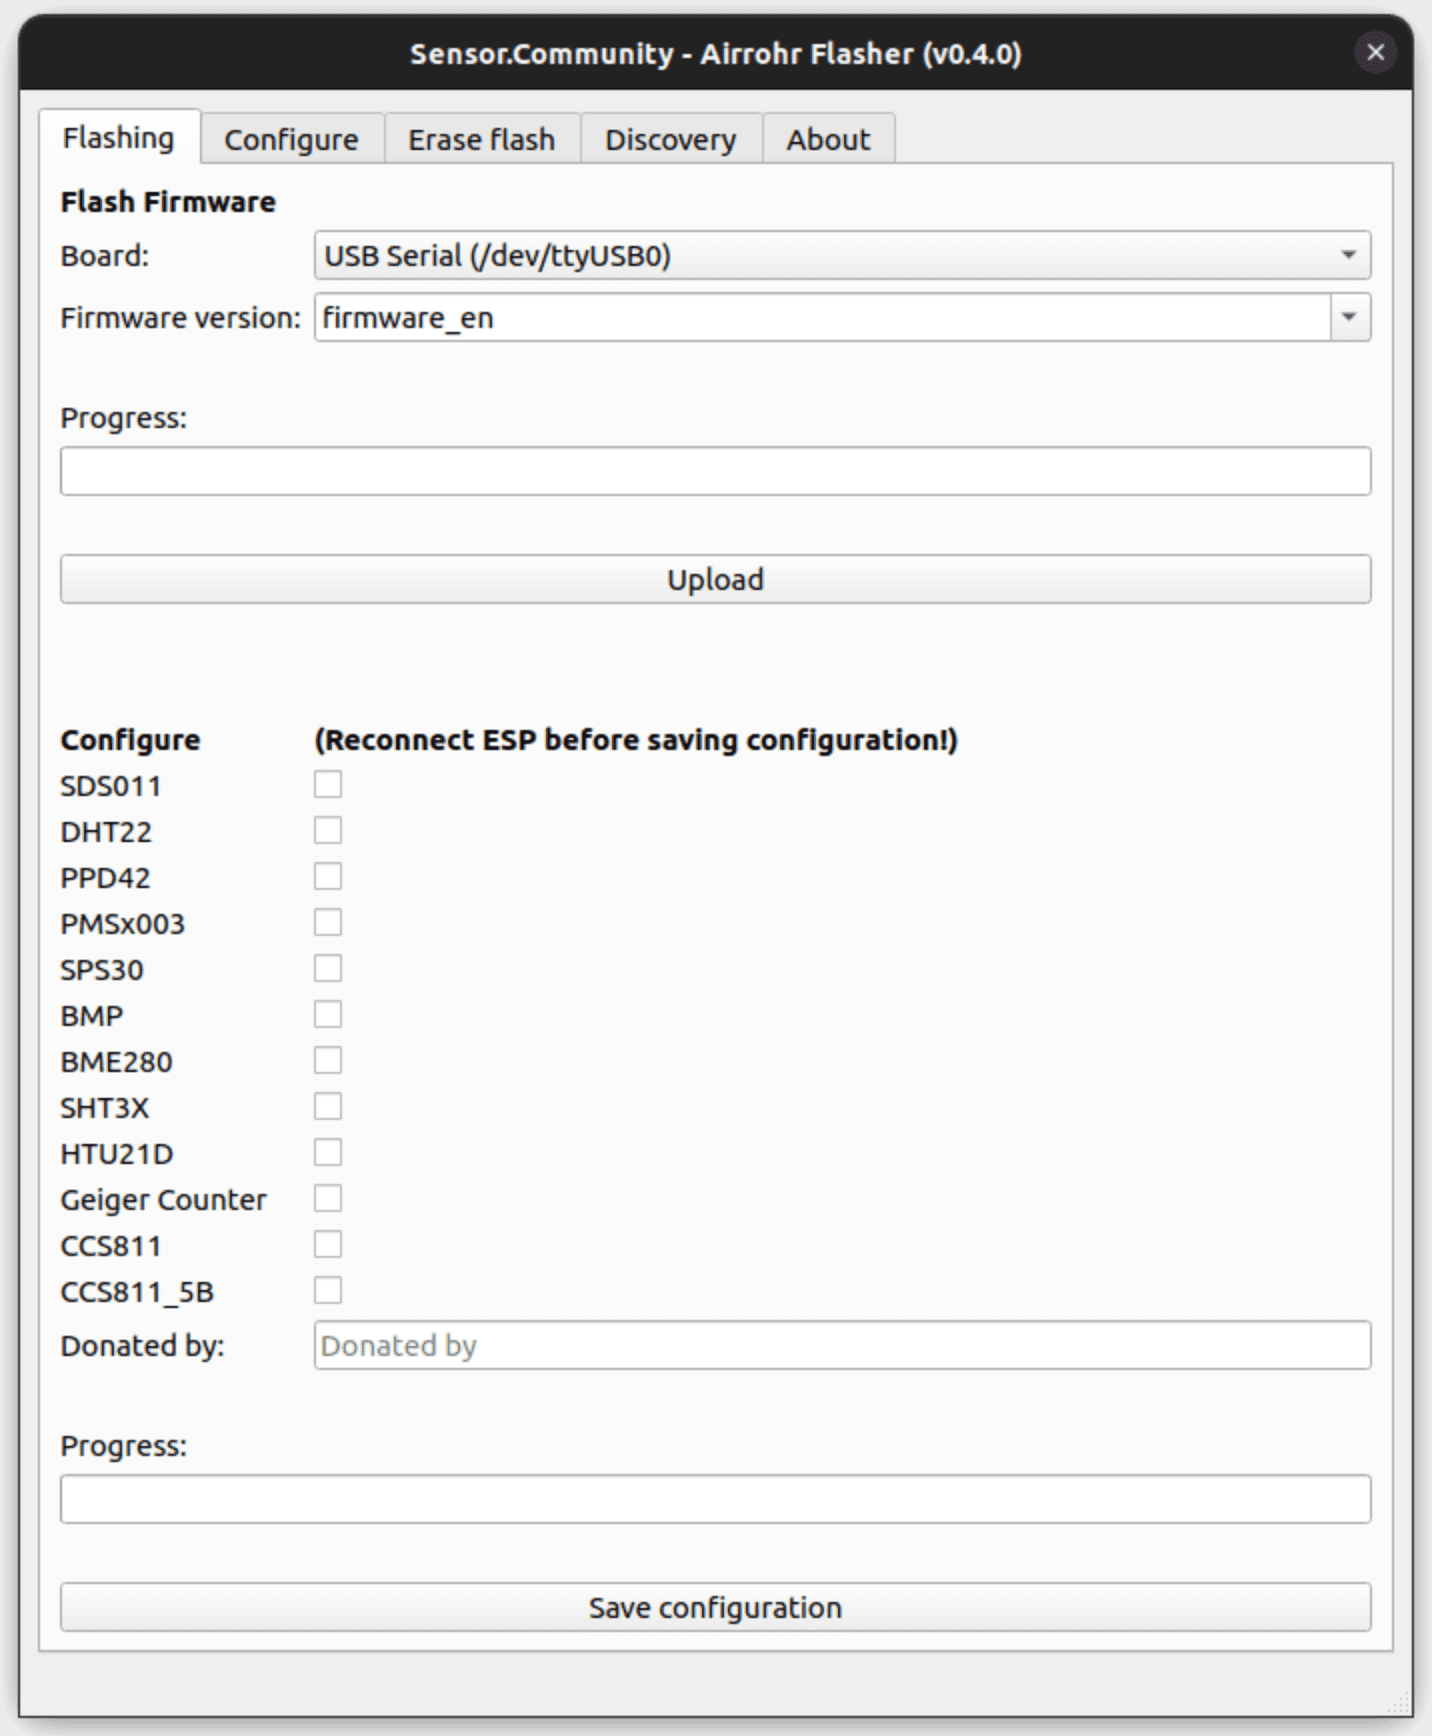 Sensor.Community - Airrohr Flasher (v0.4.0)
Flashing Configure Erase flash Discovery About
Flash Firmware
Board: USB Serial (/dev/ttyUSB0)
Firmware version: firmware_en
Progress:
Upload
Configure (Reconnect ESP before saving configuration!)
SDS011
DHT22
PPD42
PMSx003
SPS30
BMP
BME280
SHT3X
HTU21D
Geiger Counter
CCS811
CCS811_5B
Donated by: Donated by
Progress:
Save configuration